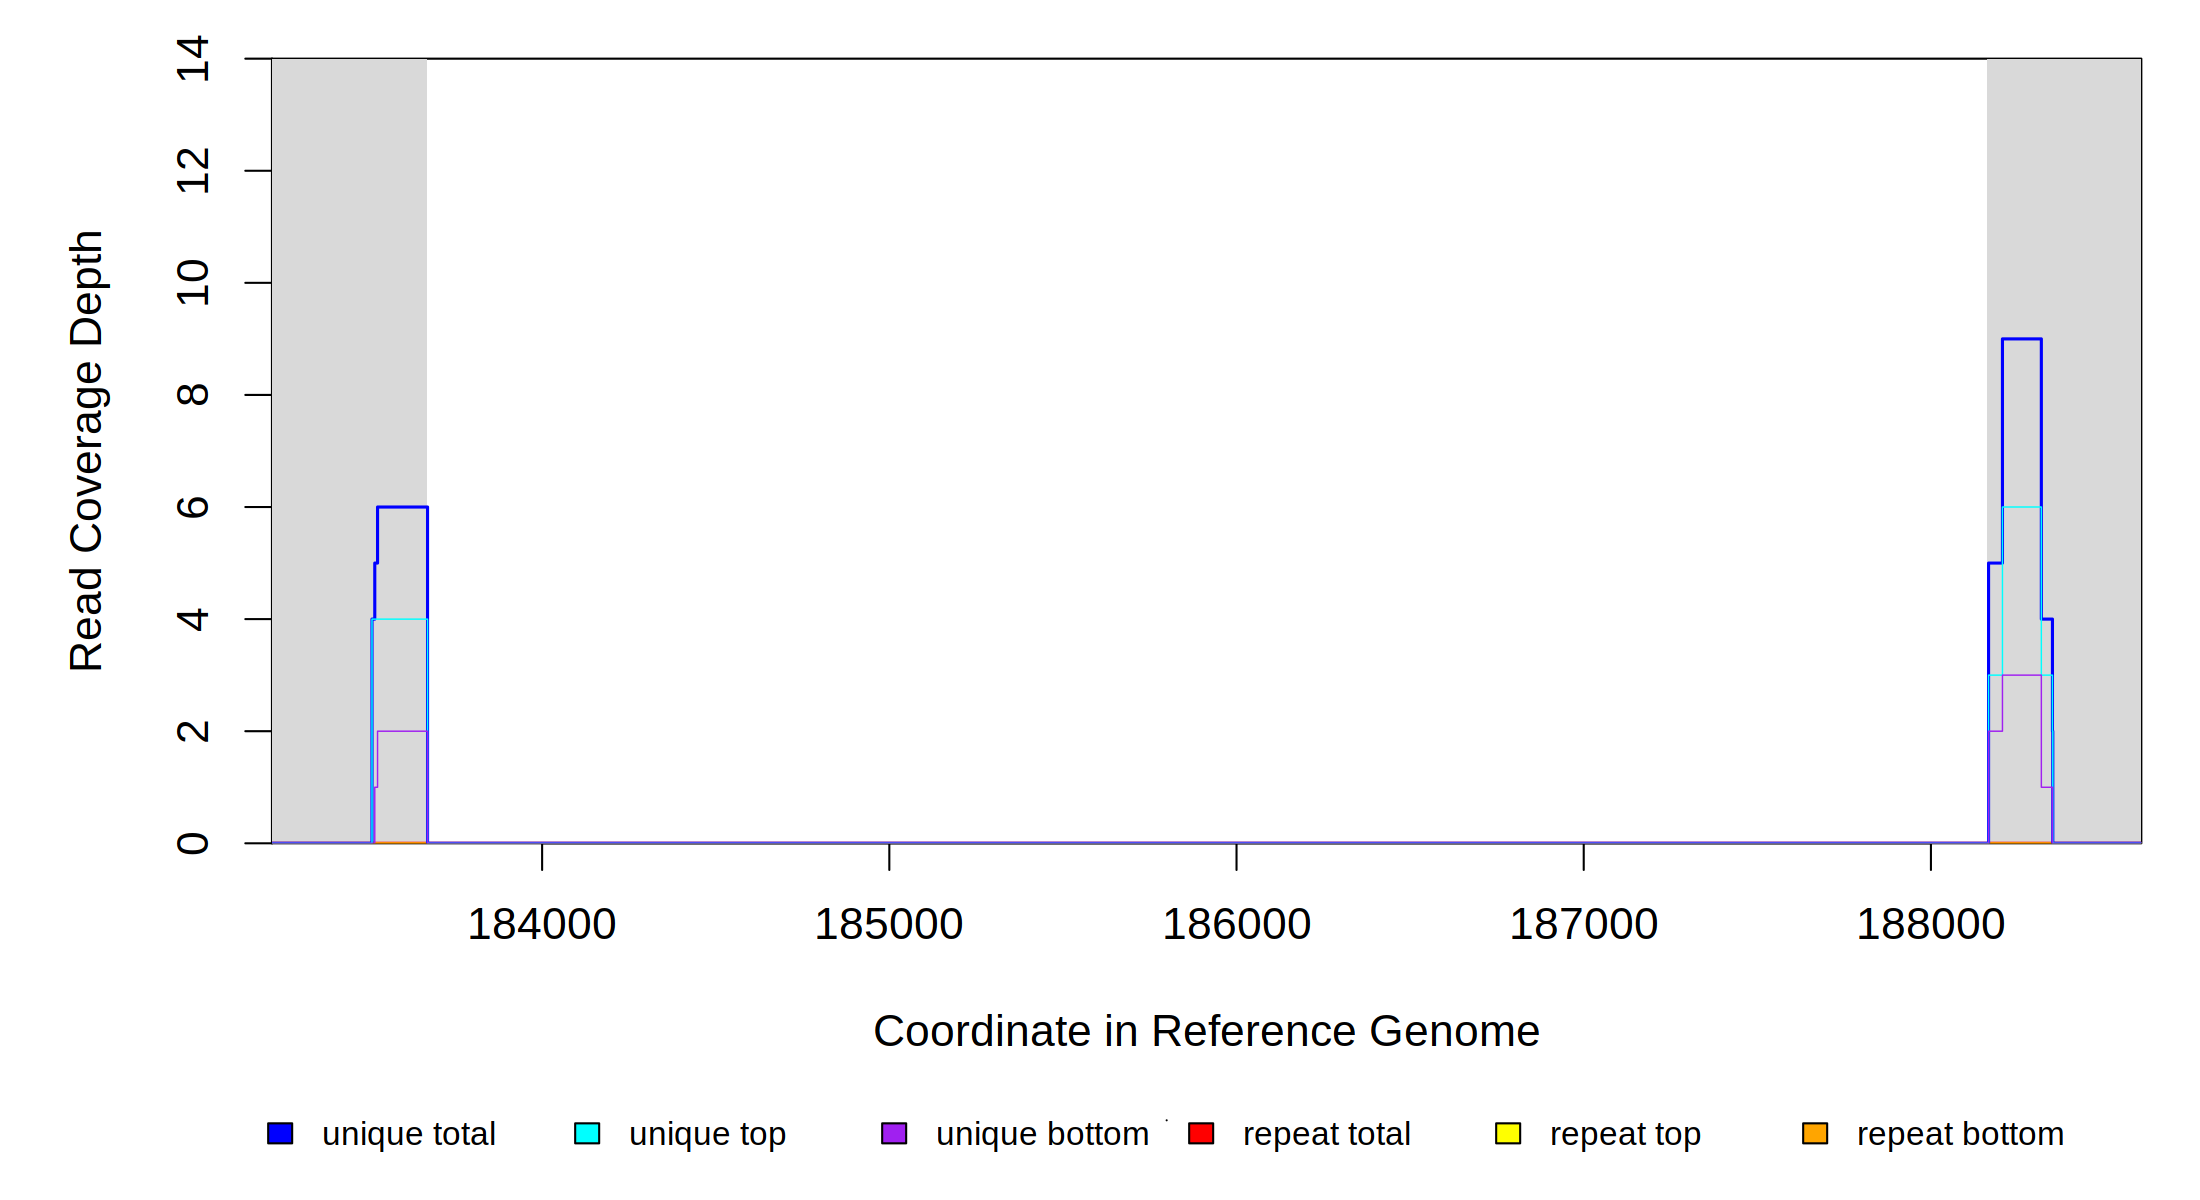 14
12
10
8
6
4
2
0
Read Coverage Depth
184000 185000 186000 187000 188000
Coordinate in Reference Genome
unique total unique top unique bottom repeat total repeat top repeat bottom